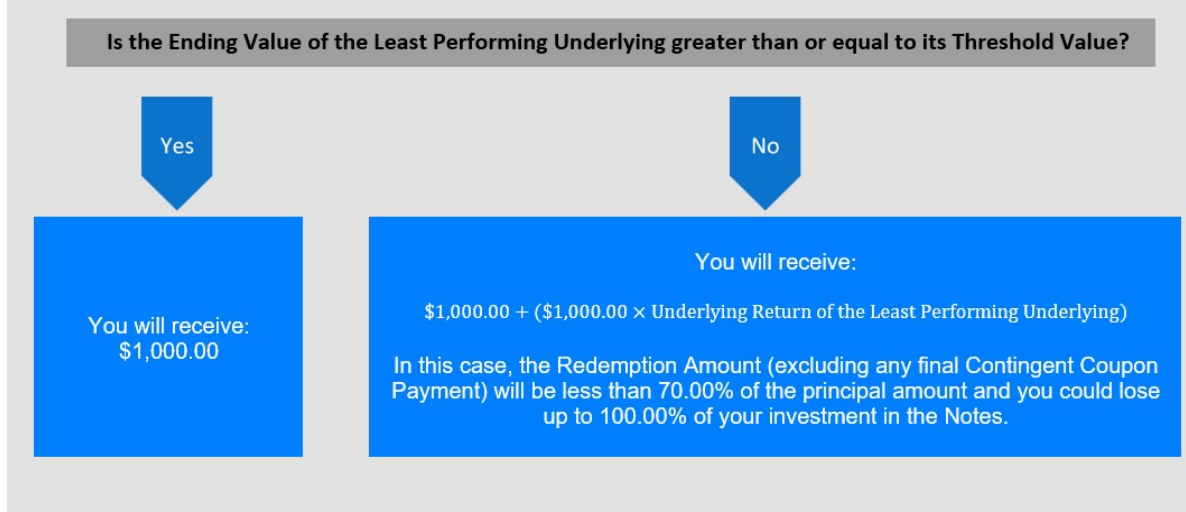 Is the Ending Value of the Least Performing Underlying greater than or equal to its Threshold Value?
Yes
No
You will receive:
$1,000.00
You will receive:
$1,000.00 + ($1,000.00 × Underlying Return of the Least Performing Underlying)
In this case, the Redemption Amount (excluding any final Contingent Coupon
Payment) will be less than 70.00% of the principal amount and you could lose
up to 100.00% of your investment in the Notes.